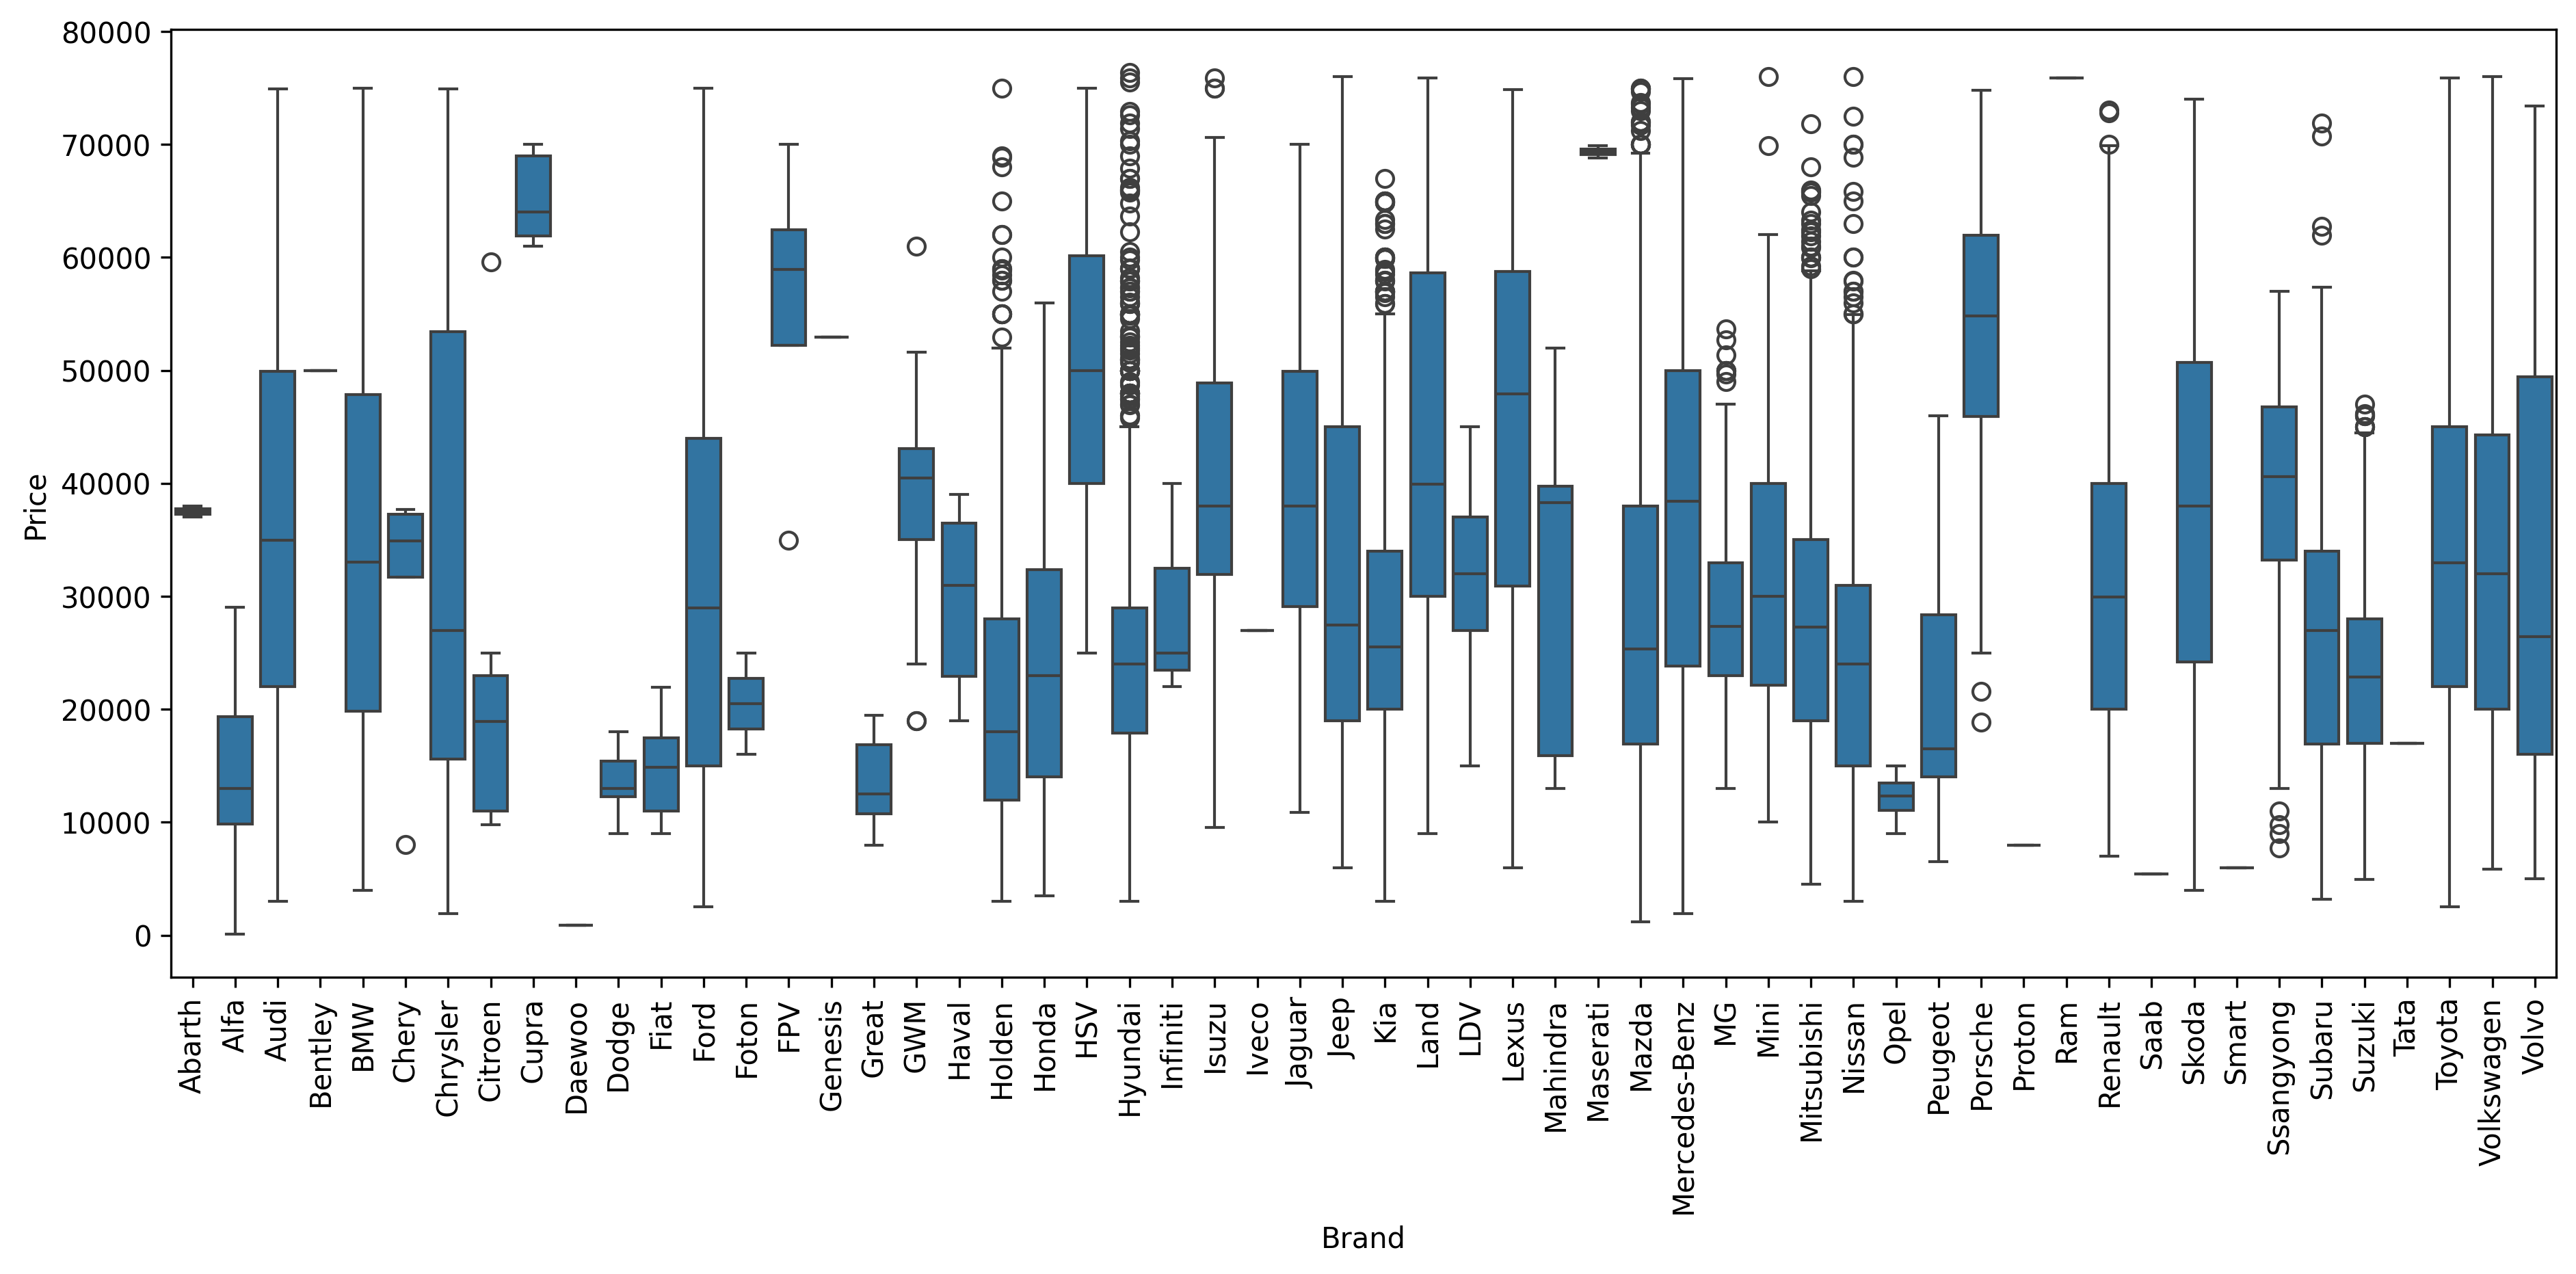 80000
70000
60000
50000
40000
30000
20000
10000
0
Price
Abarth
Alfa
Audi
Bentley
BMW
Chery
Chrysler
Citroen
Cupra
Daewoo
Dodge
Fiat
Ford
Foton
FPV
Genesis
Great
GWM
Haval
Holden
Honda
HSV
Hyundai
Infiniti
Isuzu
Iveco
Jaguar
Jeep
Kia
Land
LDV
Lexus
Mahindra
Maserati
Mazda
Mercedes-Benz
MG
Mini
Mitsubishi
Nissan
Opel
Peugeot
Porsche
Proton
Ram
Renault
Saab
Skoda
Smart
Ssangyong
Subaru
Suzuki
Tata
Toyota
Volkswagen
Volvo
Brand